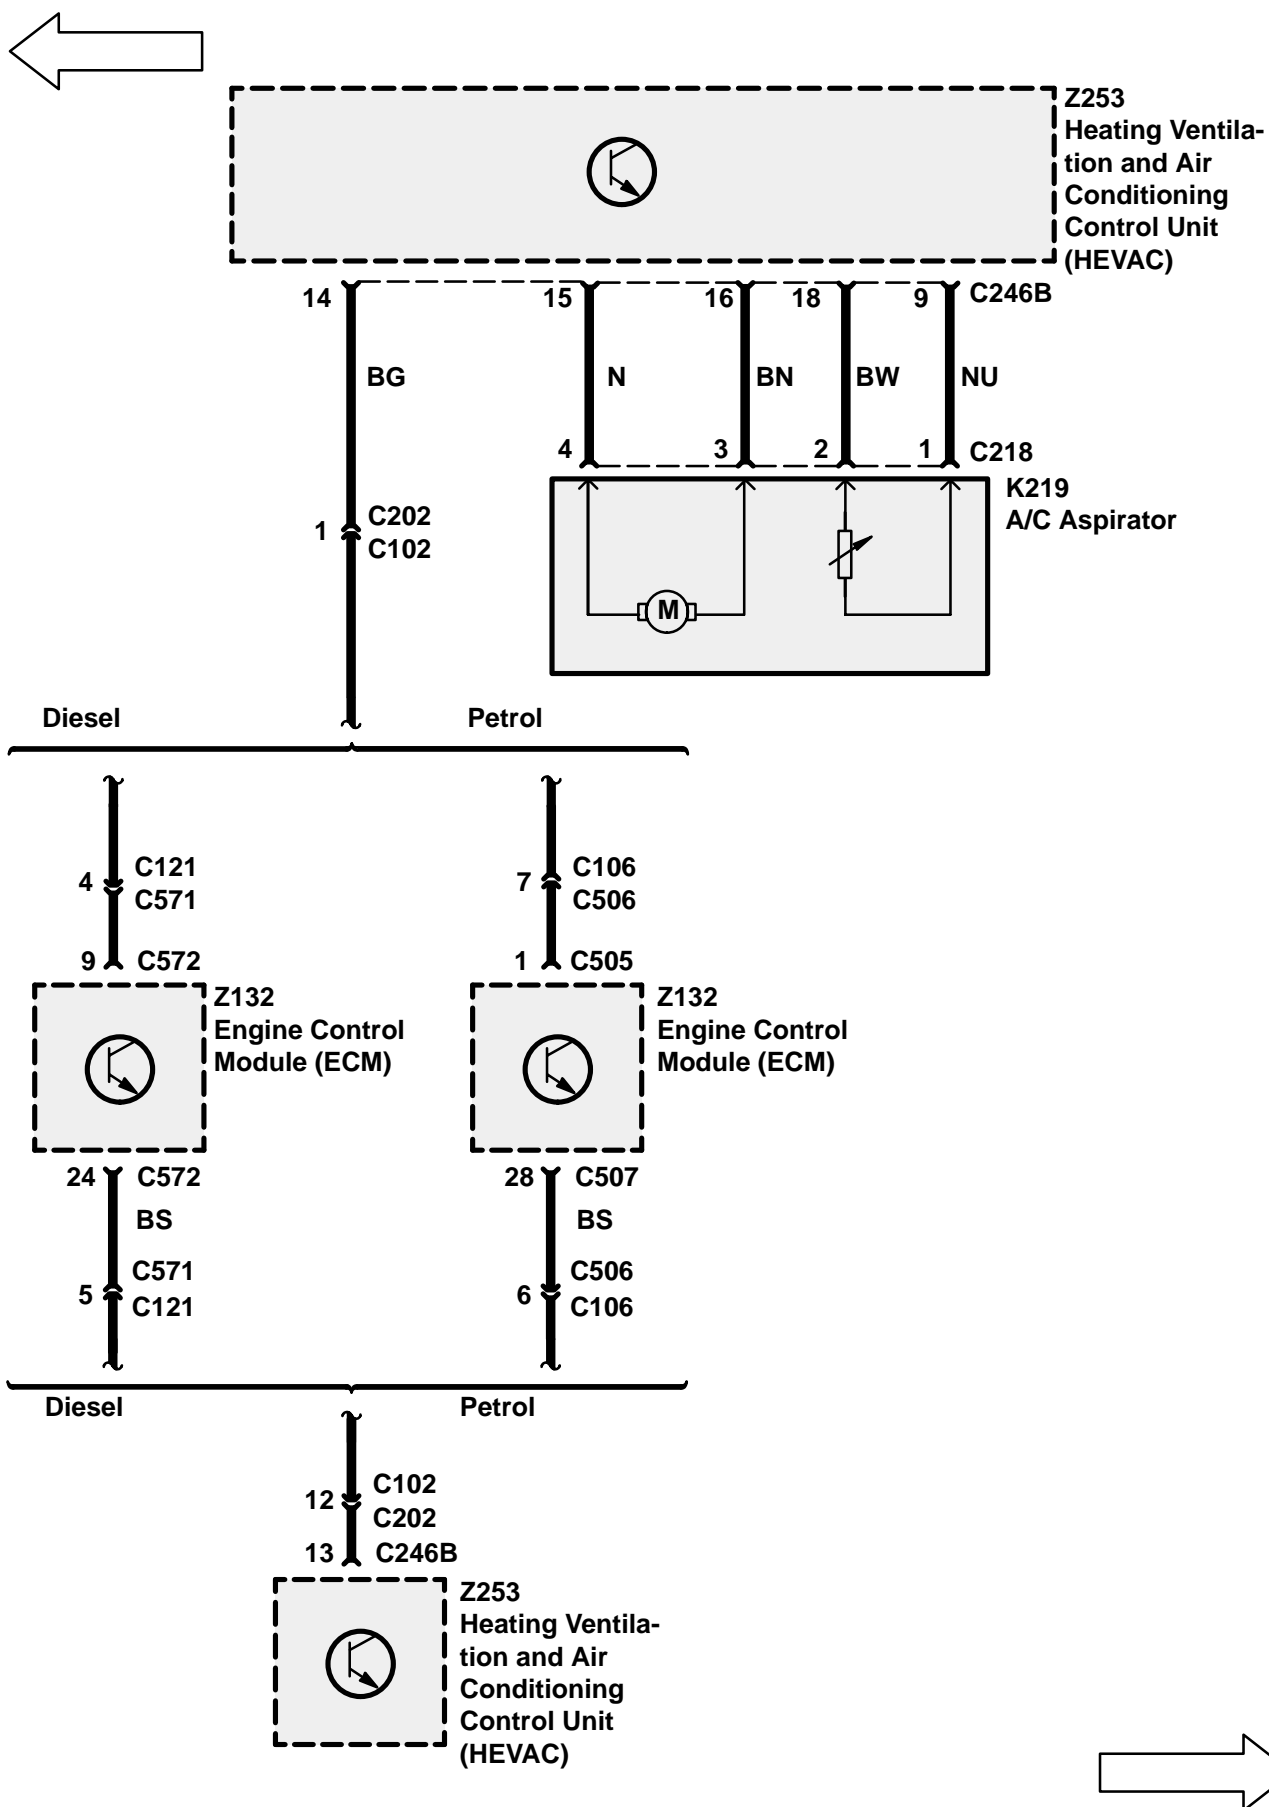 Z253
Heating Ventila-
tion and Air
Conditioning
Control Unit
(HEVAC)
14 15 16 18 9 C246B
BG N BN BW NU
4 3 2 1 C218
K219
A/C Aspirator
M
1 C202
C102
Diesel Petrol
4 C121
C571
7 C106
C506
9 C572
1 C505
Z132
Engine Control
Module (ECM)
Z132
Engine Control
Module (ECM)
24 C572
28 C507
BS BS
5 C571
C121
6 C506
C106
Diesel Petrol
12 C102
C202
13 C246B
Z253
Heating Ventila-
tion and Air
Conditioning
Control Unit
(HEVAC)